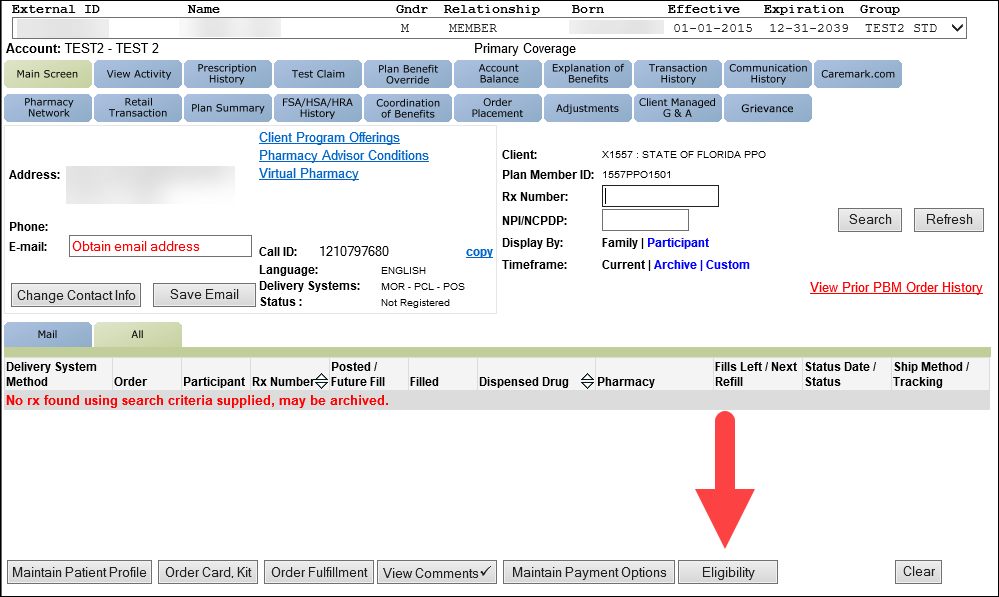 External ID Name Gndr Relationship Born Effective Expiration Group
M MEMBER 01-01-2015 12-31-2039 TEST2 STD
Account: TEST2 - TEST 2 Primary Coverage
Main Screen View Activity Prescription History Test Claim Plan Benefit Override Account Balance Explanation of Benefits Transaction History Communication History Caremark.com
Pharmacy Network Retail Transaction Plan Summary FSA/HSA/HRA History Coordination of Benefits Order Placement Adjustments Client Managed G & A Grievance
Client Program Offerings
Pharmacy Advisor Conditions
Virtual Pharmacy
Address:
Phone:
E-mail: Obtain email address
Call ID: 1210797680 copy
Language: ENGLISH
Delivery Systems: MOR - PCL - POS
Status : Not Registered
Change Contact Info Save Email
Client: X1557 : STATE OF FLORIDA PPO
Plan Member ID: 1557PPO1501
Rx Number:
NPI/NCPDP:
Search Refresh
Display By: Family | Participant
Timeframe: Current | Archive | Custom
View Prior PBM Order History
Mail All
Delivery System Method Order Participant Rx Number Posted / Future Fill Filled Dispensed Drug Pharmacy Fills Left / Next Refill Status Date / Status Ship Method / Tracking
No rx found using search criteria supplied, may be archived.
Maintain Patient Profile Order Card, Kit Order Fulfillment View Comments✓ Maintain Payment Options Eligibility Clear